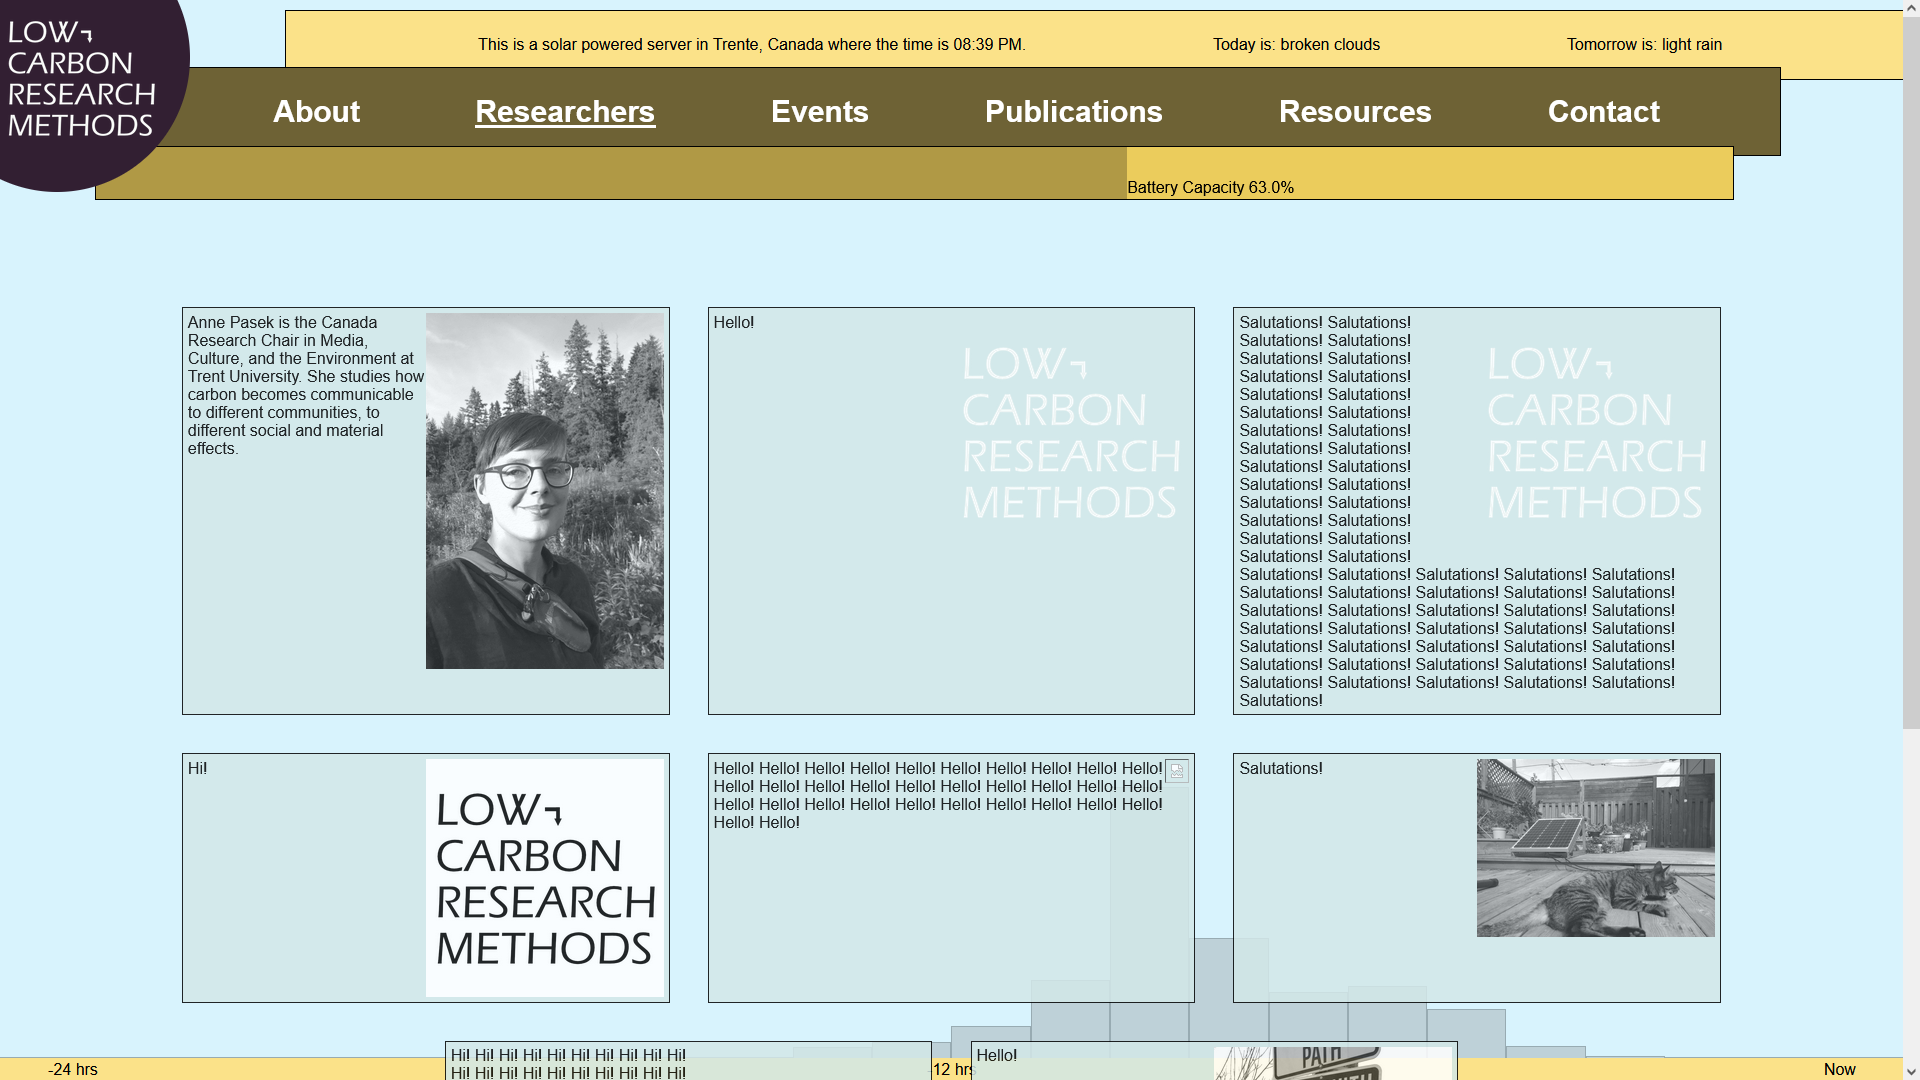 LOW
CARBON
RESEARCH
METHODS
This is a solar powered server in Trente, Canada where the time is 08:39 PM.
Today is: broken clouds
Tomorrow is: light rain
About
Researchers
Events
Publications
Resources
Contact
Battery Capacity 63.0%
Anne Pasek is the Canada
Research Chair in Media,
Culture, and the Environment at
Trent University. She studies how
carbon becomes communicable
to different communities, to
different social and material
effects.
Hello!
LOW
CARBON
RESEARCH
METHODS
Salutations! Salutations!
Salutations! Salutations!
Salutations! Salutations!
Salutations! Salutations!
Salutations! Salutations!
Salutations! Salutations!
Salutations! Salutations!
Salutations! Salutations!
Salutations! Salutations!
Salutations! Salutations!
Salutations! Salutations!
Salutations! Salutations!
Salutations! Salutations!
Salutations! Salutations!
Salutations! Salutations! Salutations! Salutations! Salutations!
Salutations! Salutations! Salutations! Salutations! Salutations!
Salutations! Salutations! Salutations! Salutations! Salutations!
Salutations! Salutations! Salutations! Salutations! Salutations!
Salutations! Salutations! Salutations! Salutations! Salutations!
Salutations! Salutations! Salutations! Salutations! Salutations!
Salutations! Salutations! Salutations! Salutations! Salutations!
Salutations!
LOW
CARBON
RESEARCH
METHODS
Hi!
LOW
CARBON
RESEARCH
METHODS
Hello! Hello! Hello! Hello! Hello! Hello! Hello! Hello! Hello! Hello!
Hello! Hello! Hello! Hello! Hello! Hello! Hello! Hello! Hello! Hello!
Hello! Hello! Hello! Hello! Hello! Hello! Hello! Hello! Hello! Hello!
Hello! Hello!
Salutations!
Hi! Hi! Hi! Hi! Hi! Hi! Hi! Hi! Hi! Hi!
Hi! Hi! Hi! Hi! Hi! Hi! Hi! Hi! Hi! Hi!
Hello!
PATH
-24 hrs
12 hrs
Now